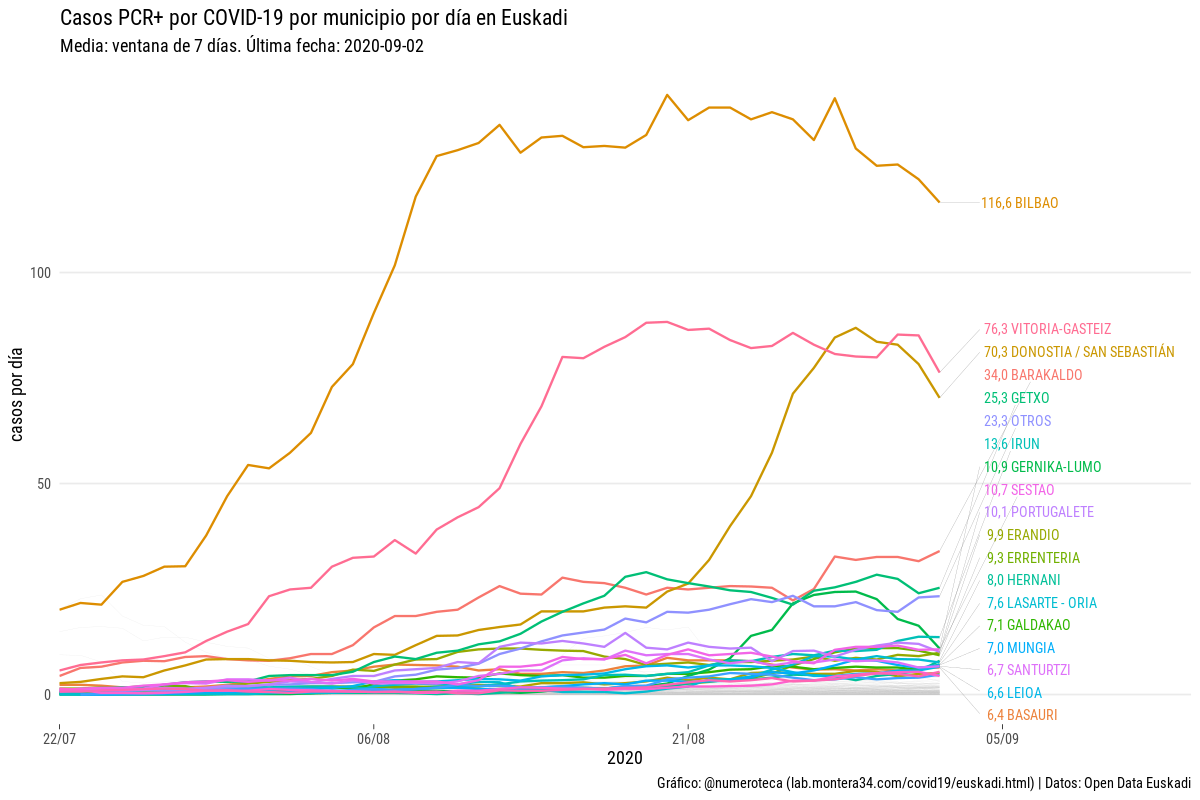 Casos PCR+ por COVID-19 por municipio por día en Euskadi
Media: ventana de 7 días. Última fecha: 2020-09-02
casos por día
100
50
0
116,6 BILBAO
76,3 VITORIA-GASTEIZ
70,3 DONOSTIA / SAN SEBASTIÁN
34,0 BARAKALDO
25,3 GETXO
23,3 OTROS
13,6 IRUN
10,9 GERNIKA-LUMO
10,7 SESTAO
10,1 PORTUGALETE
9,9 ERANDIO
9,3 ERRENTERIA
8,0 HERNANI
7,6 LASARTE - ORIA
7,1 GALDAKAO
7,0 MUNGIA
6,7 SANTURTZI
6,6 LEIOA
6,4 BASAURI
22/07
06/08
21/08
05/09
2020
Gráfico: @numeroteca (lab.montera34.com/covid19/euskadi.html) | Datos: Open Data Euskadi